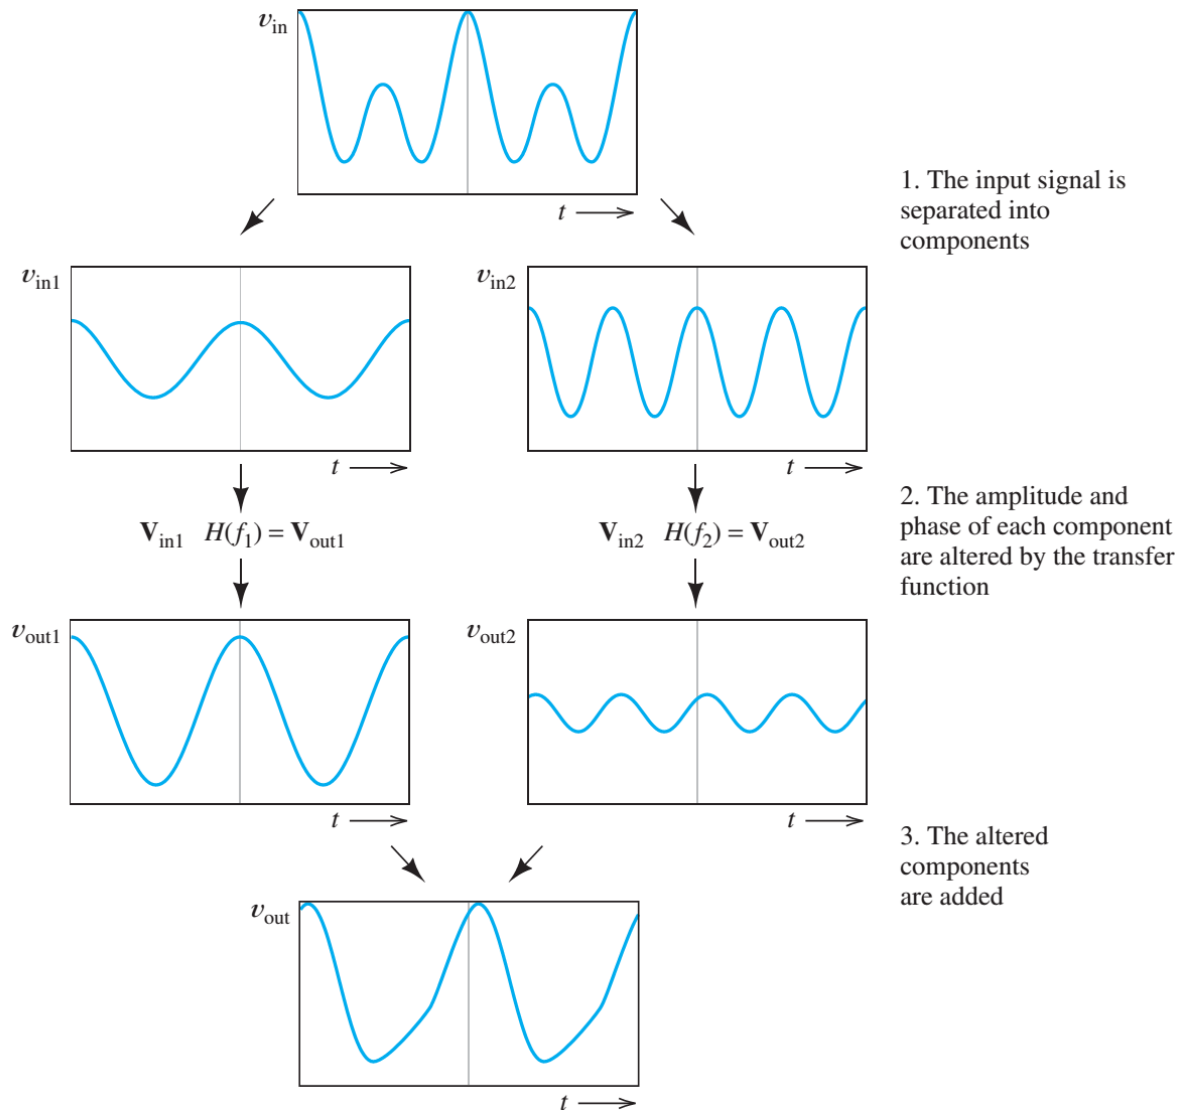 v_in
t
1. The input signal is
separated into
components
v_in1
v_in2
t
t
V_in1 H(f_1) = V_out1
V_in2 H(f_2) = V_out2
2. The amplitude and
phase of each component
are altered by the transfer
function
v_out1
v_out2
t
t
3. The altered
components
are added
v_out
t